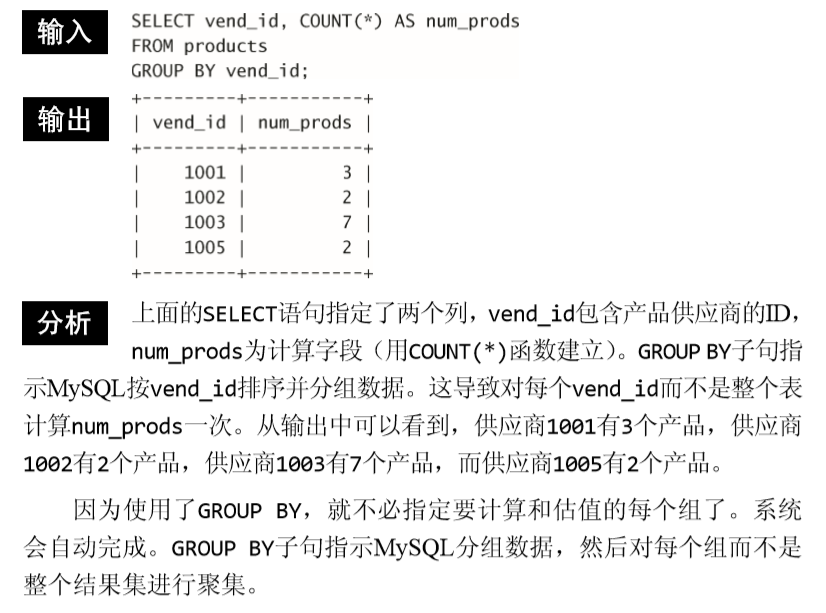 输入
SELECT vend_id, COUNT(*) AS num_prods
FROM products
GROUP BY vend_id;
输出
+---------+-----------+
| vend_id | num_prods |
+---------+-----------+
|    1001 |         3 |
|    1002 |         2 |
|    1003 |         7 |
|    1005 |         2 |
+---------+-----------+
分析
上面的SELECT语句指定了两个列，vend_id包含产品供应商的ID，
num_prods为计算字段（用COUNT(*)函数建立）。GROUP BY子句指
示MySQL按vend_id排序并分组数据。这导致对每个vend_id而不是整个表
计算num_prods一次。从输出中可以看到，供应商1001有3个产品，供应商
1002有2个产品，供应商1003有7个产品，而供应商1005有2个产品。
因为使用了GROUP BY，就不必指定要计算和估值的每个组了。系统
会自动完成。GROUP BY子句指示MySQL分组数据，然后对每个组而不是
整个结果集进行聚集。